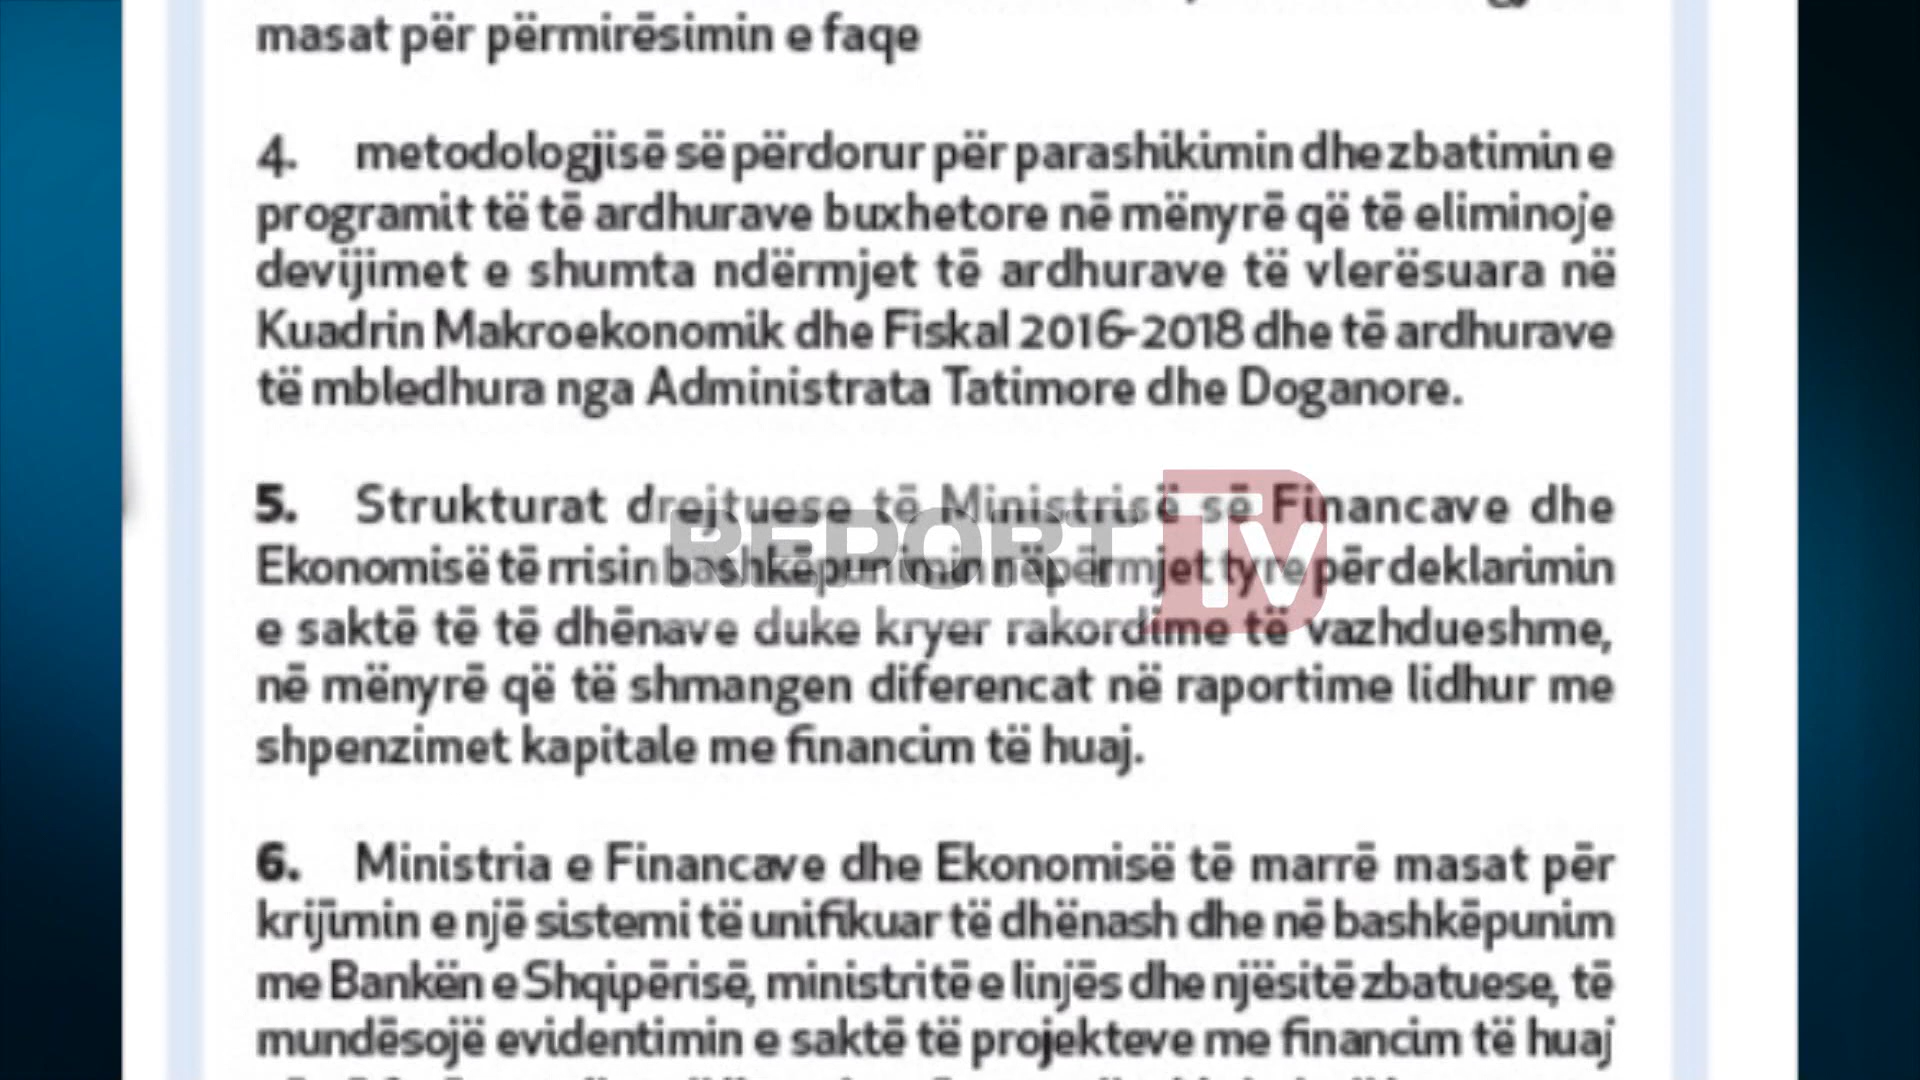 masat për përmirësimin e faqe
4. metodologjisë së përdorur për parashikimin dhe zbatimin e
programit të të ardhurave buxhetore në mënyrë që të eliminoje
devijimet e shumta ndërmjet të ardhurave të vlerësuara në
Kuadrin Makroekonomik dhe Fiskal 2016-2018 dhe të ardhurave
të mbledhura nga Administrata Tatimore dhe Doganore.
5. Strukturat drejtuese të Ministrisë së Financave dhe
Ekonomisë të rrisin bashkëpunimin nëpërmjet tyre për deklarimin
e saktë të të dhënave duke kryer rakordime të vazhdueshme,
në mënyrë që të shmangen diferencat në raportime lidhur me
shpenzimet kapitale me financim të huaj.
REPORT TV
6. Ministria e Financave dhe Ekonomisë të marrë masat për
krijimin e një sistemi të unifikuar të dhënash dhe në bashkëpunim
me Bankën e Shqipërisë, ministritë e linjës dhe njësitë zbatuese, të
mundësojë evidentimin e saktë të projekteve me financim të huaj